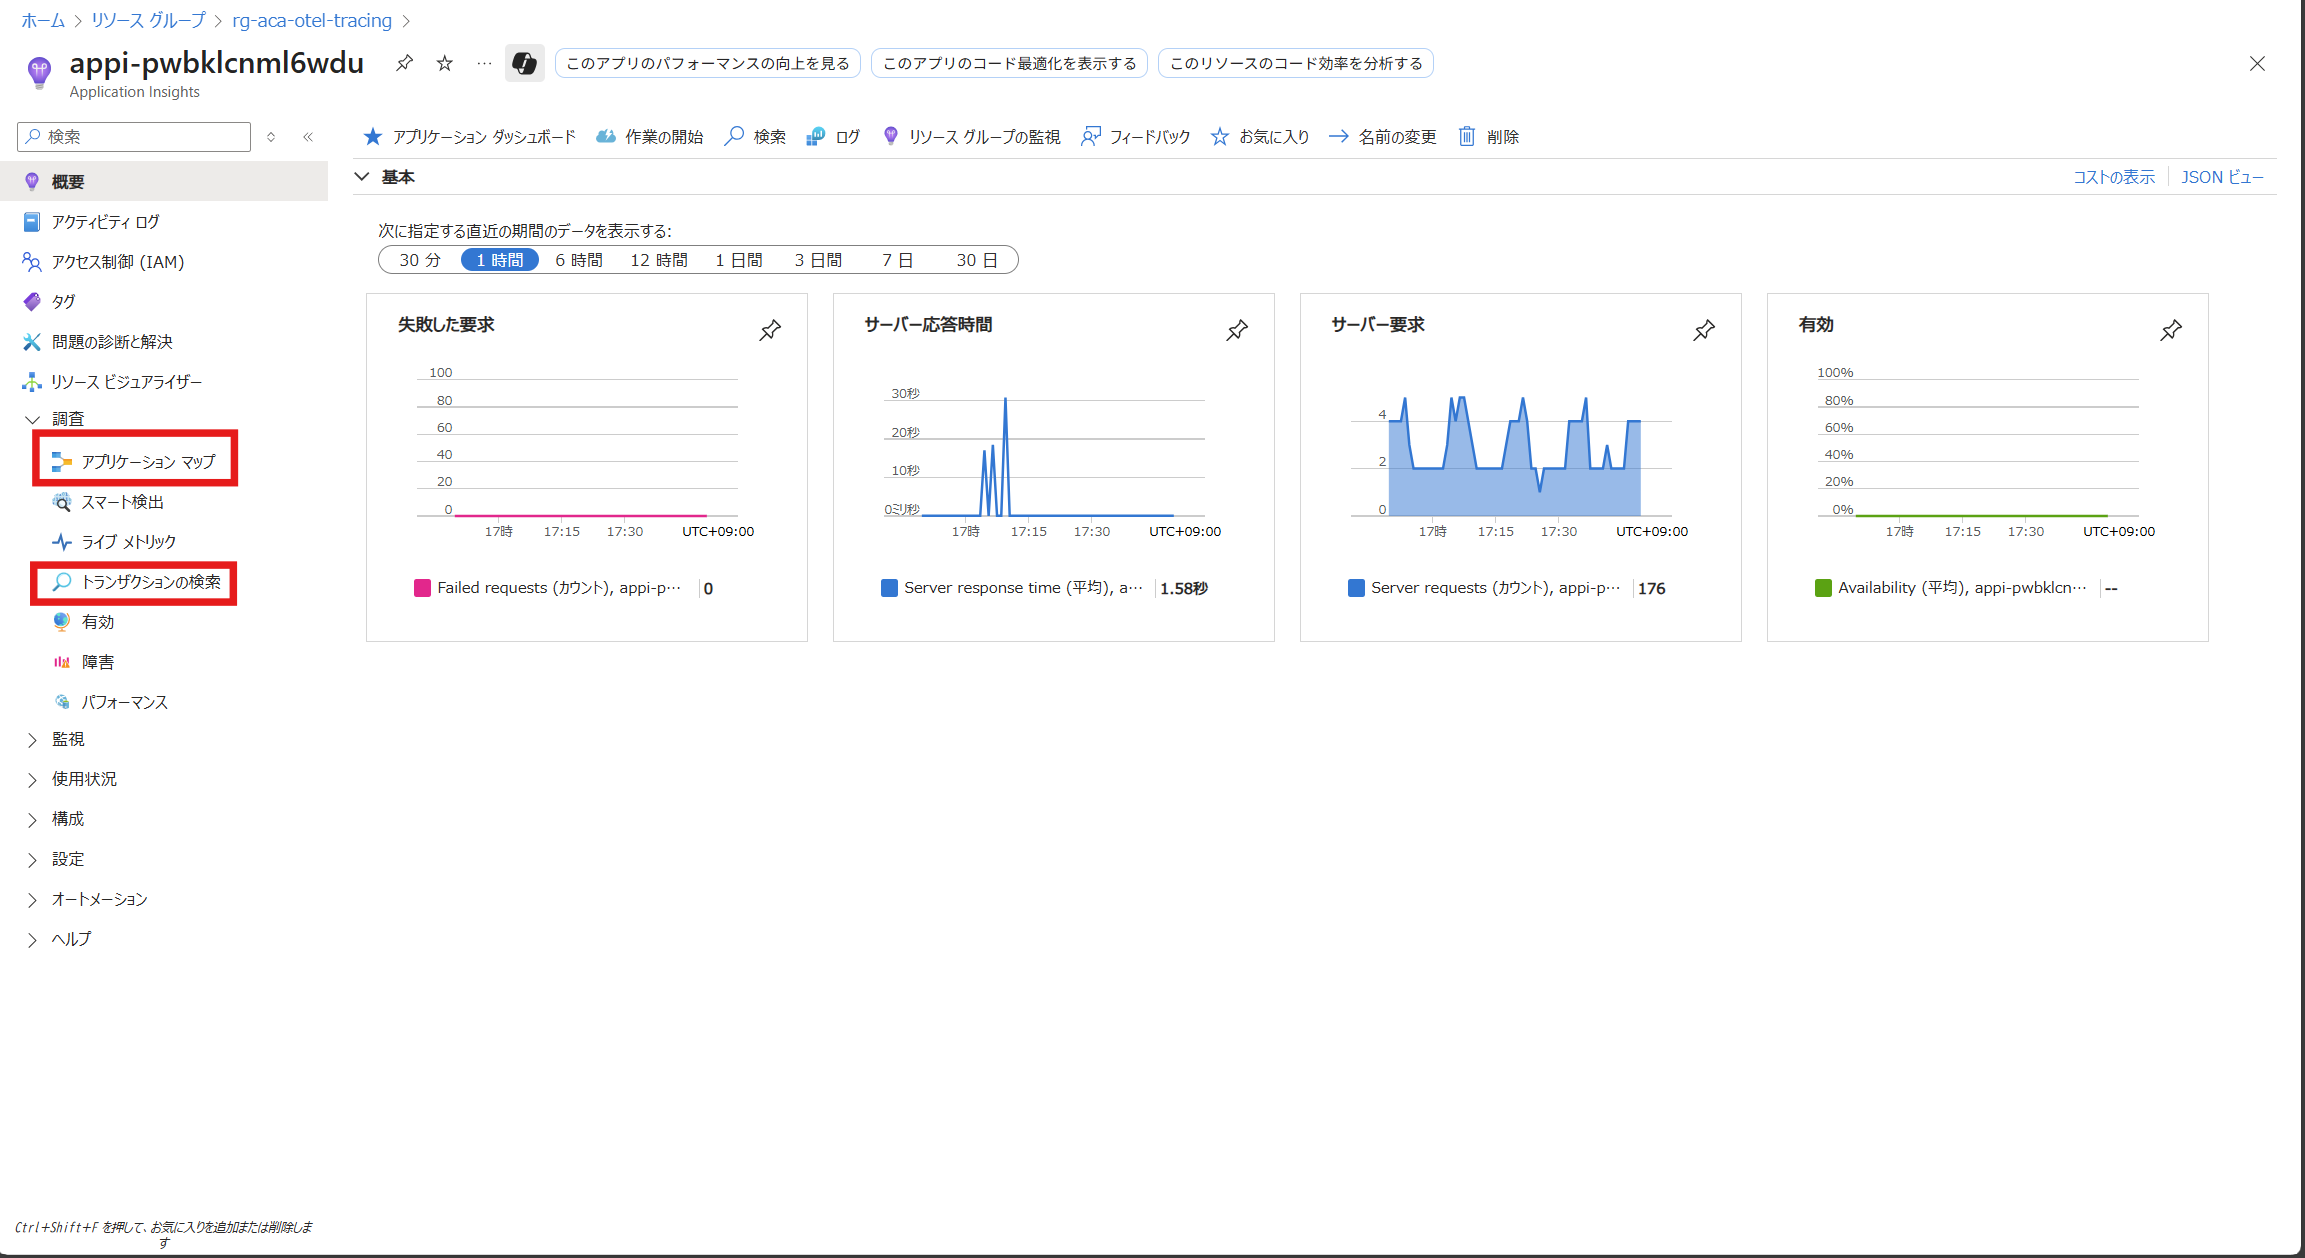 ホーム > リソース グループ > rg-aca-otel-tracing >
appi-pwbklcnml6wdu
Application Insights
このアプリのパフォーマンスの向上を見る
このアプリのコード最適化を表示する
このリソースのコード効率を分析する
検索
概要
アクティビティ ログ
アクセス制御 (IAM)
タグ
問題の診断と解決
リソース ビジュアライザー
調査
アプリケーション マップ
スマート検出
ライブ メトリック
トランザクションの検索
有効
障害
パフォーマンス
監視
使用状況
構成
設定
オートメーション
ヘルプ
Ctrl+Shift+F を押して、お気に入りを追加または削除しま
す
アプリケーション ダッシュボード 作業の開始 検索 ログ リソース グループの監視 フィードバック お気に入り 名前の変更 削除
基本
コストの表示 JSON ビュー
次に指定する直近の期間のデータを表示する:
30 分 1 時間 6 時間 12 時間 1 日間 3 日間 7 日 30 日
失敗した要求
100
80
60
40
20
0
17時 17:15 17:30 UTC+09:00
Failed requests (カウント), appi-p… 0
サーバー応答時間
30秒
20秒
10秒
0ミリ秒
17時 17:15 17:30 UTC+09:00
Server response time (平均), a… 1.58秒
サーバー要求
4
2
0
17時 17:15 17:30 UTC+09:00
Server requests (カウント), appi-p… 176
有効
100%
80%
60%
40%
20%
0%
17時 17:15 17:30 UTC+09:00
Availability (平均), appi-pwbklcn… --